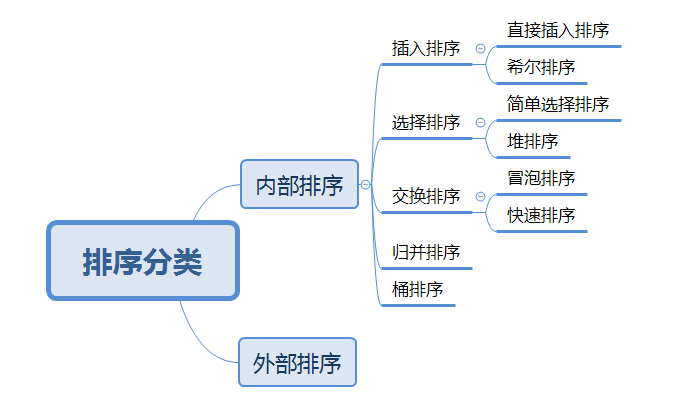 排序分类
内部排序
插入排序
直接插入排序
希尔排序
选择排序
简单选择排序
堆排序
交换排序
冒泡排序
快速排序
归并排序
桶排序
外部排序